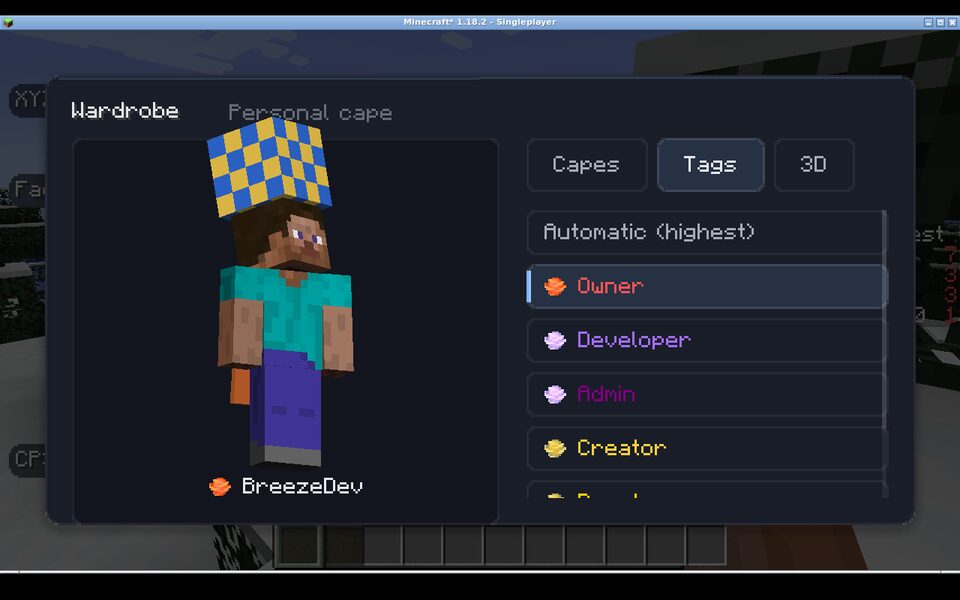 Minecraft* 1.18.2 - Singleplayer
Wardrobe
Personal cape
Capes
Tags
3D
Automatic (highest)
Owner
Developer
Admin
Creator
BreezeDev